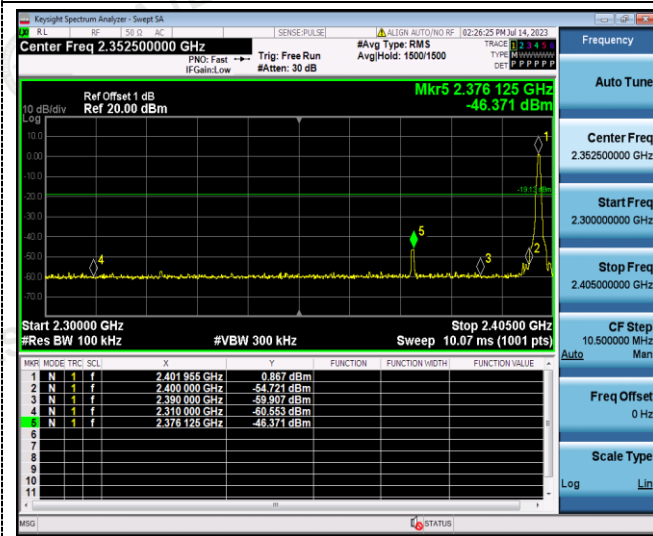 Keysight Spectrum Analyzer - Swept SA
RL RF 50 Ω AC SENSE:PULSE ALIGN AUTO/NO RF 02:26:25 PM Jul 14, 2023
Center Freq 2.352500000 GHz
PNO: Fast
IFGain:Low
Trig: Free Run
#Atten: 30 dB
#Avg Type: RMS
Avg|Hold: 1500/1500
TRACE 1 2 3 4 5 6
TYPE M WWWWW
DET P P P P P P
Ref Offset 1 dB
10 dB/div Ref 20.00 dBm
Log
Mkr5 2.376 125 GHz
-46.371 dBm
10.0
0.00
-10.0
-20.0
-30.0
-40.0
-50.0
-60.0
-70.0
-19.13 dBm
1
2
3
4
5
Start 2.30000 GHz Stop 2.40500 GHz
#Res BW 100 kHz #VBW 300 kHz Sweep 10.07 ms (1001 pts)
MKR MODE TRC SCL X Y FUNCTION FUNCTION WIDTH FUNCTION VALUE
1 N 1 f 2.401 955 GHz 0.867 dBm
2 N 1 f 2.400 000 GHz -54.721 dBm
3 N 1 f 2.390 000 GHz -59.907 dBm
4 N 1 f 2.310 000 GHz -60.553 dBm
5 N 1 f 2.376 125 GHz -46.371 dBm
6
7
8
9
10
11
MSG STATUS
Frequency
Auto Tune
Center Freq
2.352500000 GHz
Start Freq
2.300000000 GHz
Stop Freq
2.405000000 GHz
CF Step
10.500000 MHz
Auto Man
Freq Offset
0 Hz
Scale Type
Log Lin